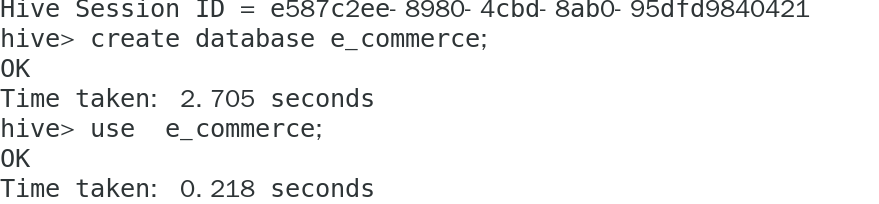 Hive Session ID = e587c2ee-8980-4cbd-8ab0-95dfd9840421
hive> create database e_commerce;
OK
Time taken: 2.705 seconds
hive> use  e_commerce;
OK
Time taken: 0.218 seconds